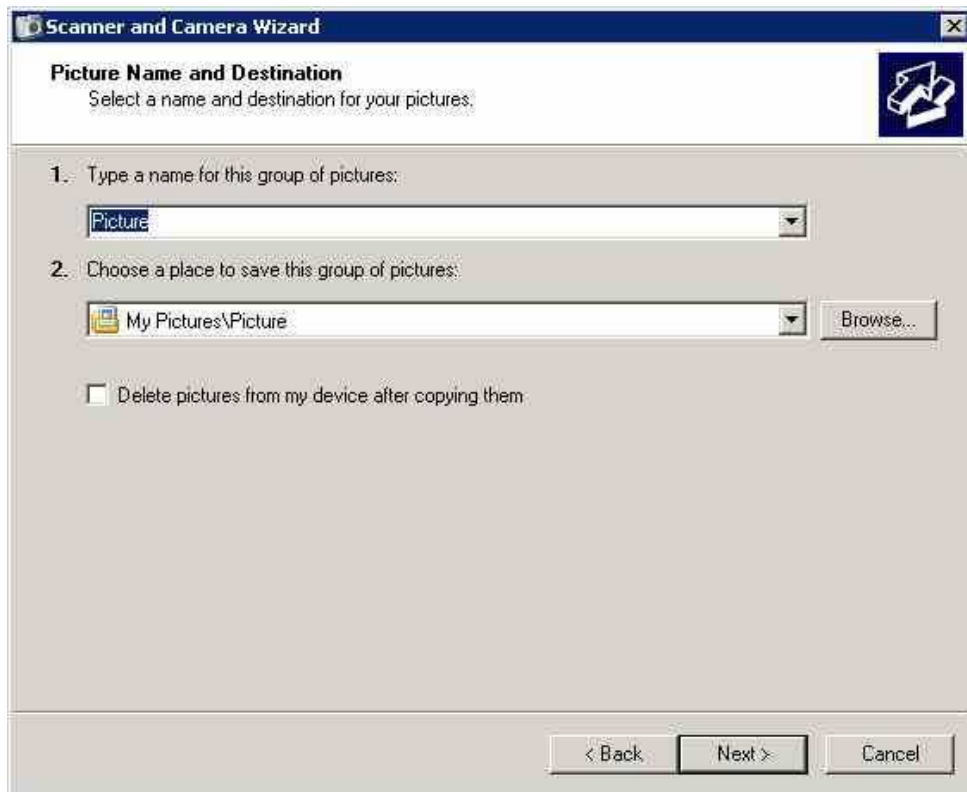 Scanner and Camera Wizard
Picture Name and Destination
Select a name and destination for your pictures.
1. Type a name for this group of pictures:
Picture
2. Choose a place to save this group of pictures:
My Pictures\Picture
Browse...
Delete pictures from my device after copying them
< Back
Next >
Cancel